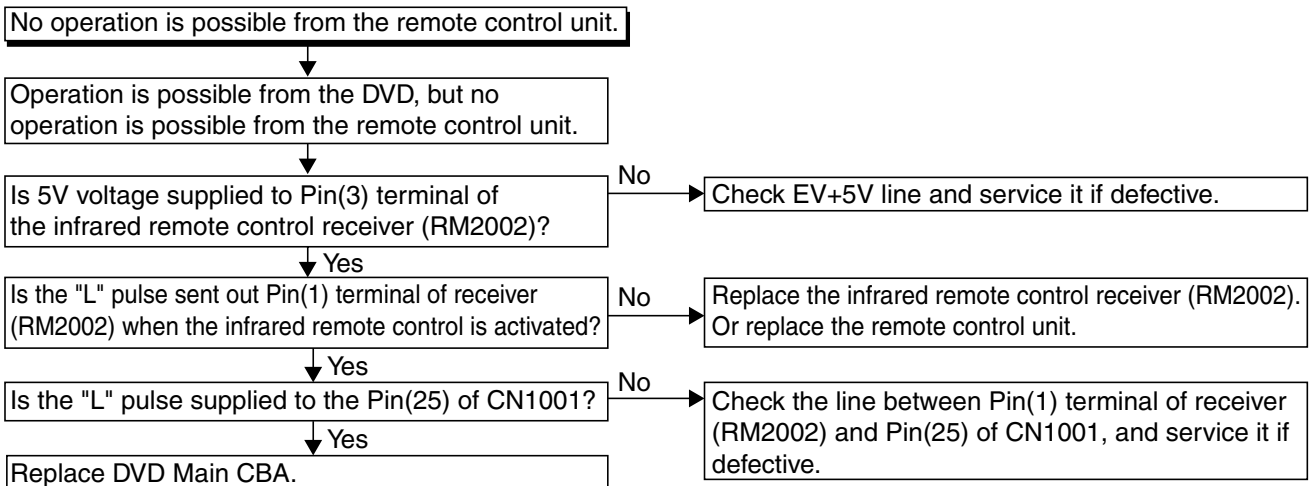 No operation is possible from the remote control unit.
Operation is possible from the DVD, but no
operation is possible from the remote control unit.
Is 5V voltage supplied to Pin(3) terminal of
the infrared remote control receiver (RM2002)?
No
Check EV+5V line and service it if defective.
Yes
Is the "L" pulse sent out Pin(1) terminal of receiver
(RM2002) when the infrared remote control is activated?
No
Replace the infrared remote control receiver (RM2002).
Or replace the remote control unit.
Yes
Is the "L" pulse supplied to the Pin(25) of CN1001?
No
Check the line between Pin(1) terminal of receiver
(RM2002) and Pin(25) of CN1001, and service it if
defective.
Yes
Replace DVD Main CBA.